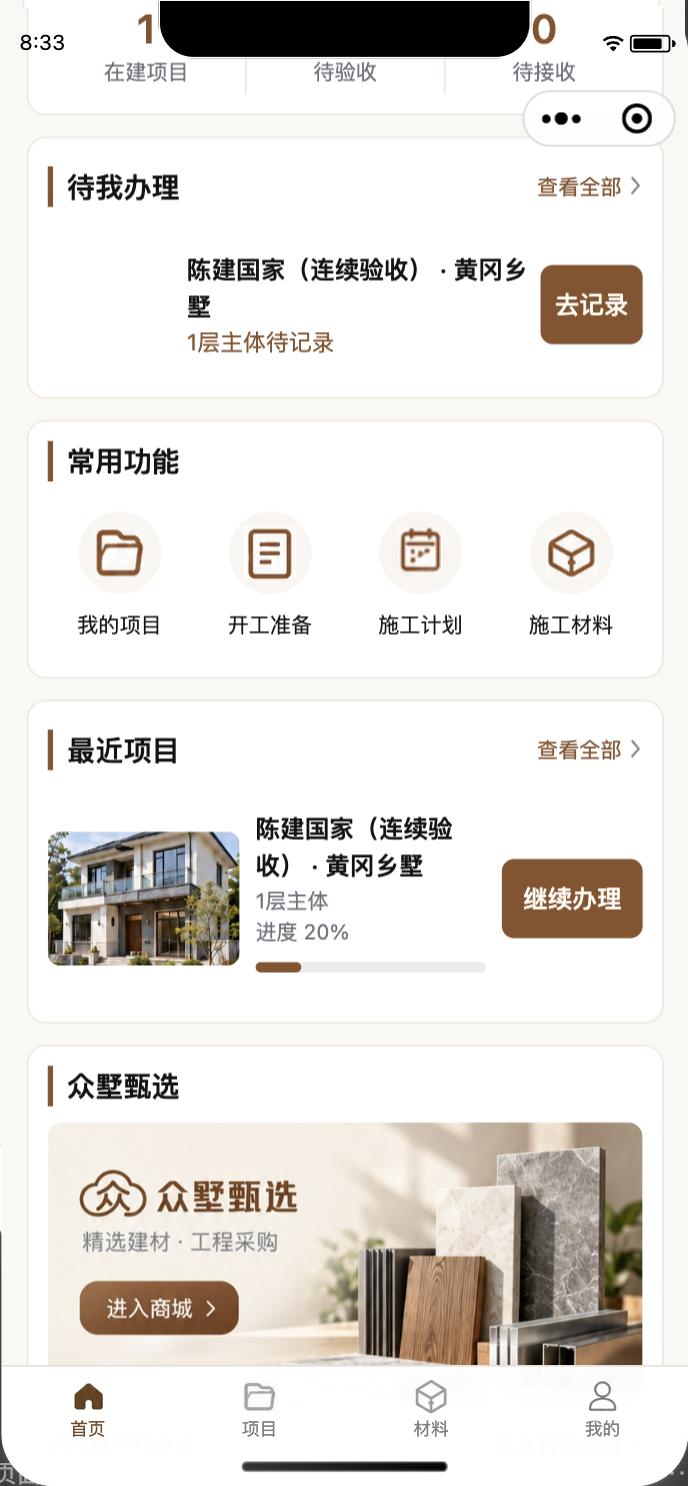 8:33
1
0
在建项目
待验收
待接收
待我办理
查看全部
陈建国家（连续验收） · 黄冈乡
墅
1层主体待记录
去记录
常用功能
我的项目
开工准备
施工计划
施工材料
最近项目
查看全部
陈建国家（连续验
收） · 黄冈乡墅
1层主体
进度 20%
继续办理
众墅甄选
众 众墅甄选
精选建材 · 工程采购
进入商城
首页
项目
材料
我的